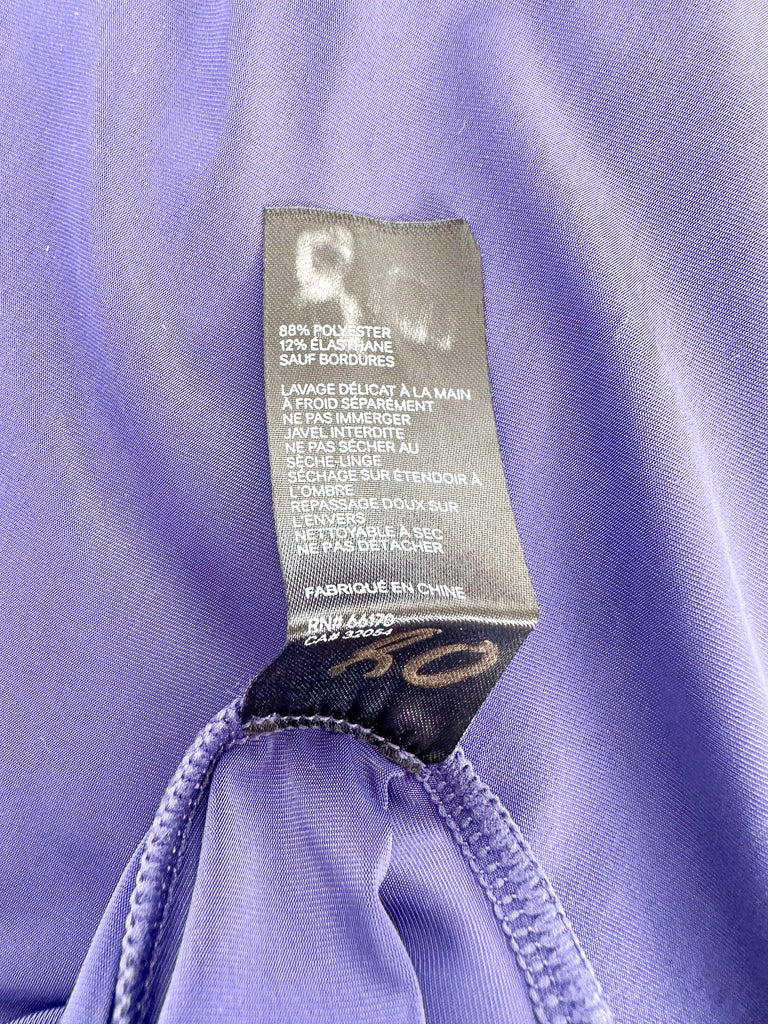 88% POLYESTER
12% ÉLASTHANE
SAUF BORDURES
LAVAGE DÉLICAT À LA MAIN
À FROID SÉPARÉMENT
NE PAS IMMERGER
JAVEL INTERDITE
NE PAS SÉCHER AU
SÈCHE-LINGE
SÉCHAGE SUR ÉTENDOIR À
L'OMBRE
REPASSAGE DOUX SUR
L'ENVERS
NETTOYABLE À SEC
NE PAS DÉTACHER
FABRIQUÉ EN CHINE
RN# 66170
CA# 32054